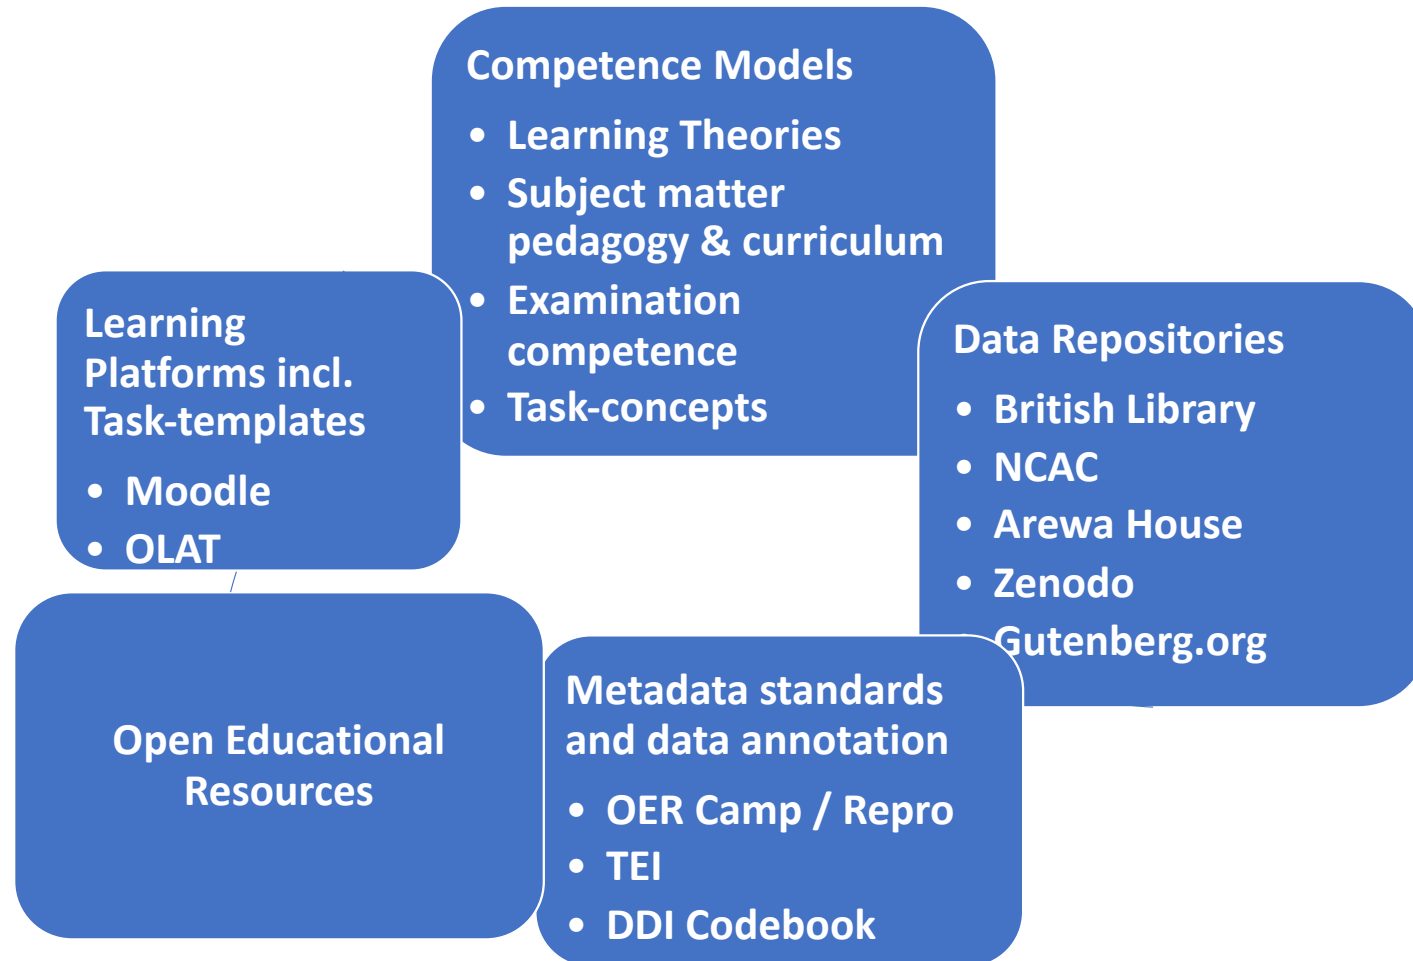 Competence Models
• Learning Theories
• Subject matter
pedagogy & curriculum
• Examination
competence
• Task-concepts
Learning
Platforms incl.
Task-templates
• Moodle
• OLAT
Data Repositories
• British Library
• NCAC
• Arewa House
• Zenodo
Gutenberg.org
Open Educational
Resources
Metadata standards
and data annotation
• OER Camp / Repro
• TEI
• DDI Codebook